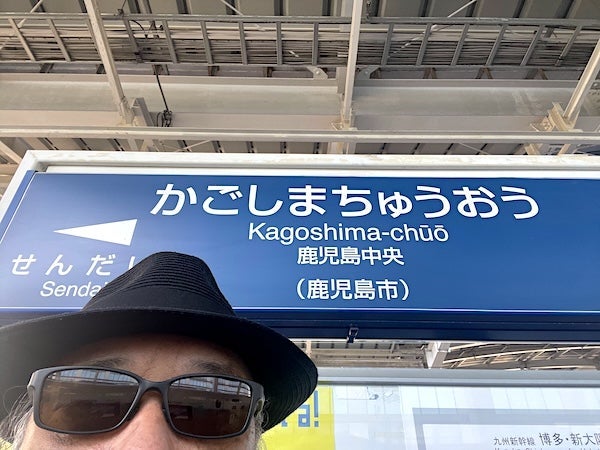 かごしまちゅうおう
Kagoshima-chūō
鹿児島中央
(鹿児島市)
せんだい
Senda
a!
九州新幹線 博多・新大阪